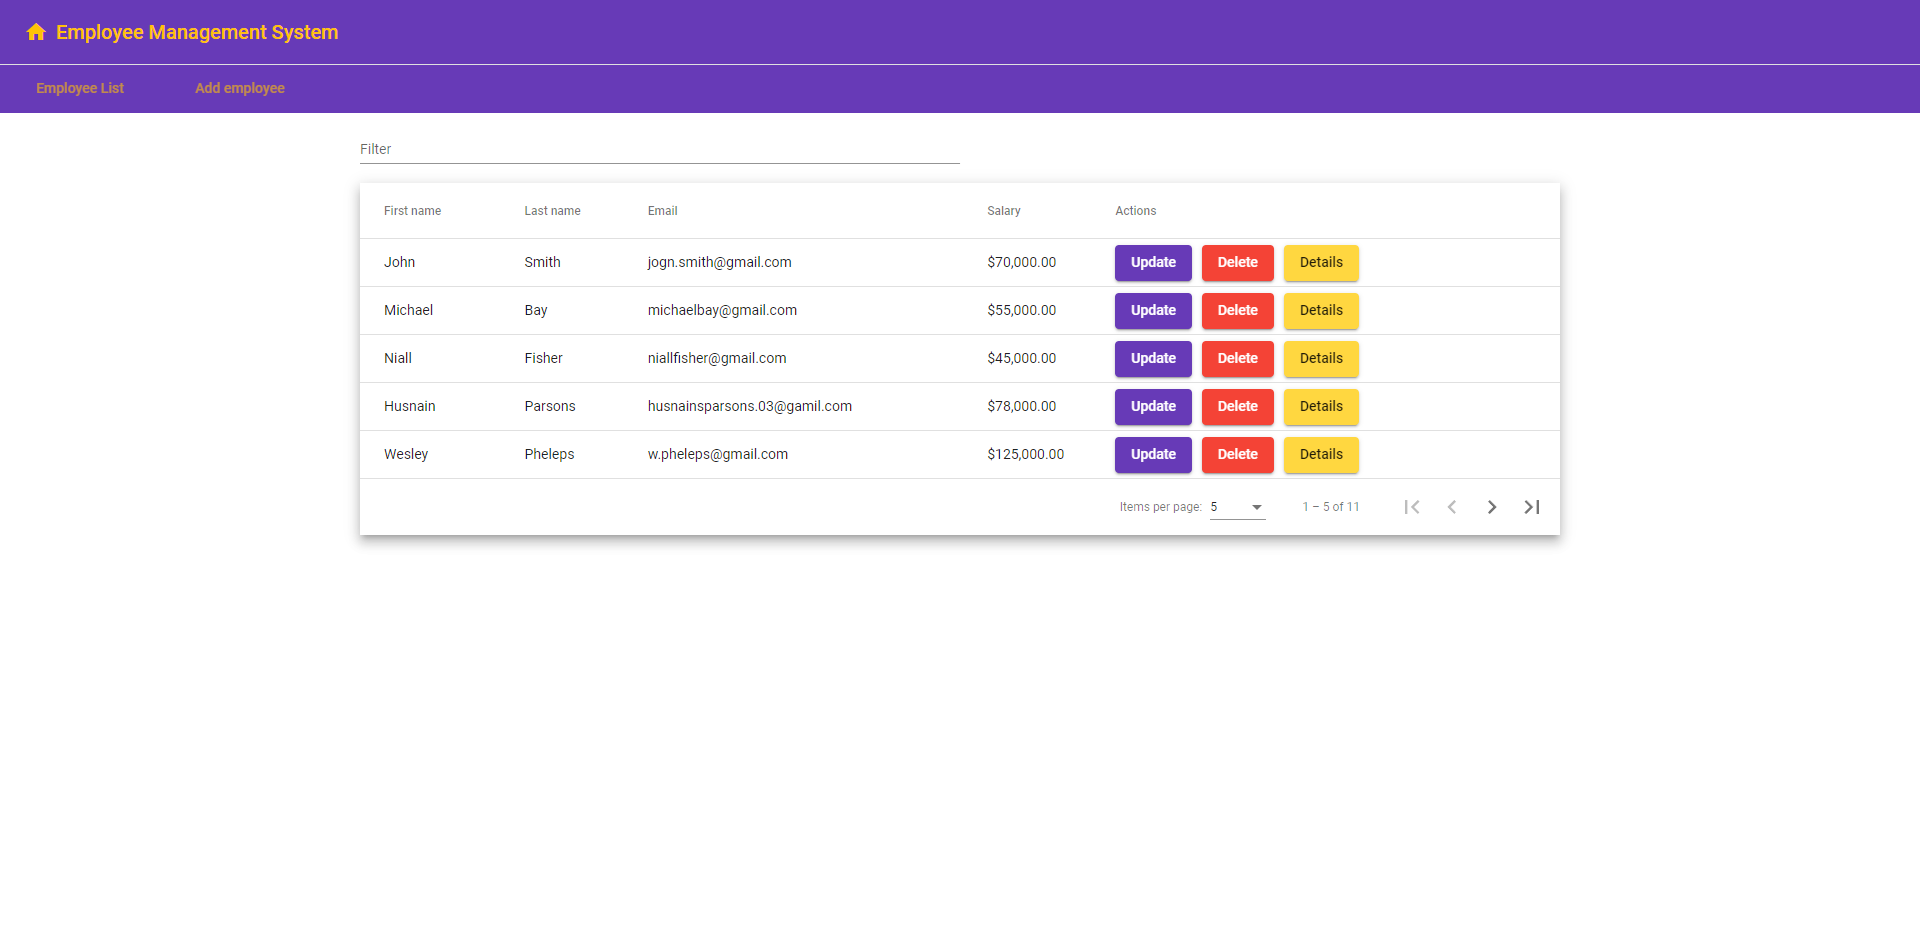 Employee Management System
Employee List Add employee
Filter
First name Last name Email Salary Actions
John Smith jogn.smith@gmail.com $70,000.00 Update Delete Details
Michael Bay michaelbay@gmail.com $55,000.00 Update Delete Details
Niall Fisher niallfisher@gmail.com $45,000.00 Update Delete Details
Husnain Parsons husnainsparsons.03@gamil.com $78,000.00 Update Delete Details
Wesley Pheleps w.pheleps@gmail.com $125,000.00 Update Delete Details
Items per page: 5 1 – 5 of 11